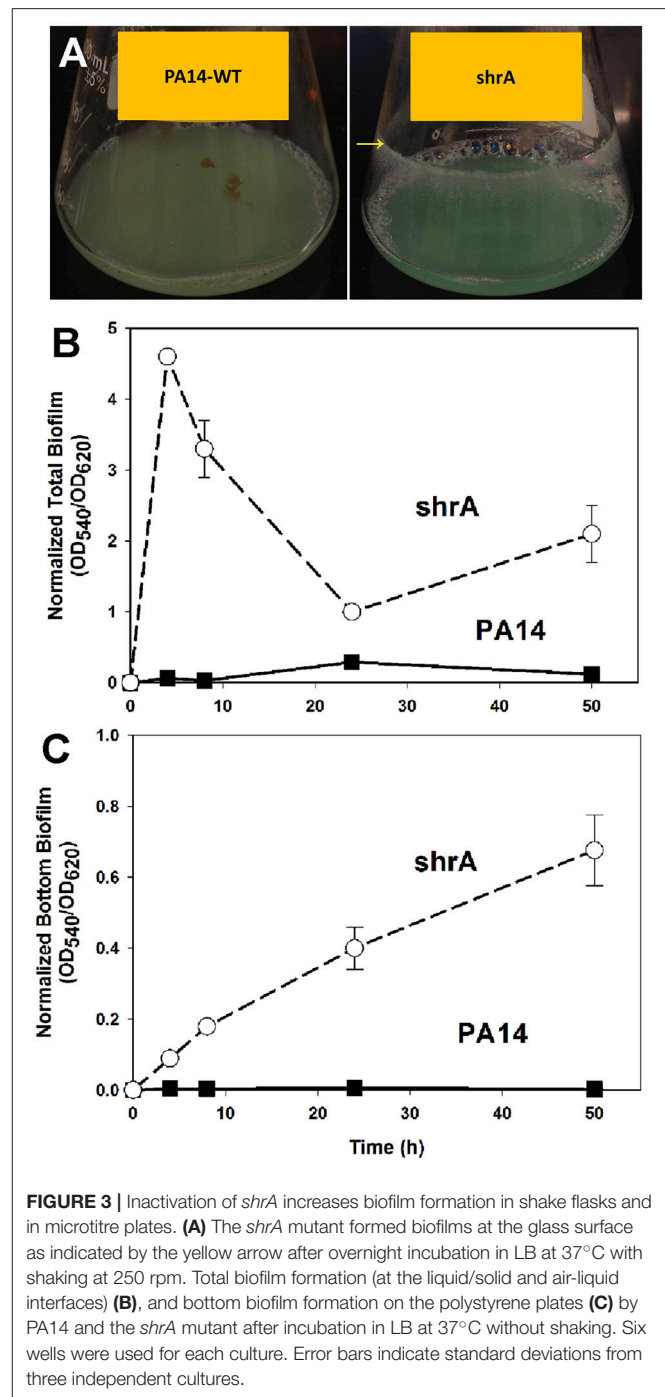 A
PA14-WT
shrA
mL
±5%
→
B
Normalized Total Biofilm
(OD540/OD620)
5
4
3
2
1
0
shrA
PA14
0 10 20 30 40 50
C
Normalized Bottom Biofilm
(OD540/OD620)
1.0
0.8
0.6
0.4
0.2
0.0
shrA
PA14
0 10 20 30 40 50
Time (h)
FIGURE 3 | Inactivation of shrA increases biofilm formation in shake flasks and
in microtitre plates. (A) The shrA mutant formed biofilms at the glass surface
as indicated by the yellow arrow after overnight incubation in LB at 37°C with
shaking at 250 rpm. Total biofilm formation (at the liquid/solid and air-liquid
interfaces) (B), and bottom biofilm formation on the polystyrene plates (C) by
PA14 and the shrA mutant after incubation in LB at 37°C without shaking. Six
wells were used for each culture. Error bars indicate standard deviations from
three independent cultures.